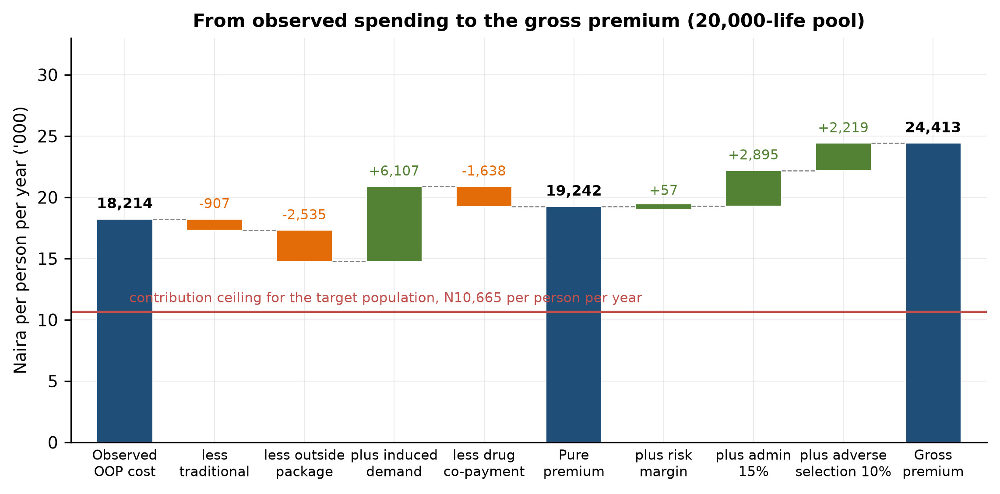 From observed spending to the gross premium (20,000-life pool)
Naira per person per year ('000)
30
25
20
15
10
5
0
18,214
-907
-2,535
+6,107
-1,638
19,242
+57
+2,895
+2,219
24,413
contribution ceiling for the target population, N10,665 per person per year
Observed
OOP cost
less
traditional
less outside
package
plus induced
demand
less drug
co-payment
Pure
premium
plus risk
margin
plus admin
15%
plus adverse
selection 10%
Gross
premium